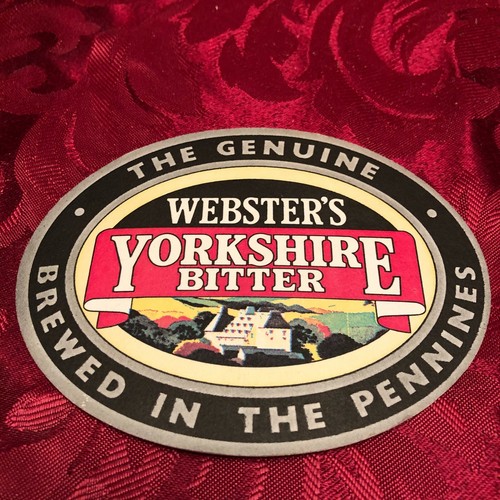 THE GENUINE
WEBSTER'S
YORKSHIRE
BITTER
BREWED IN THE PENNINES